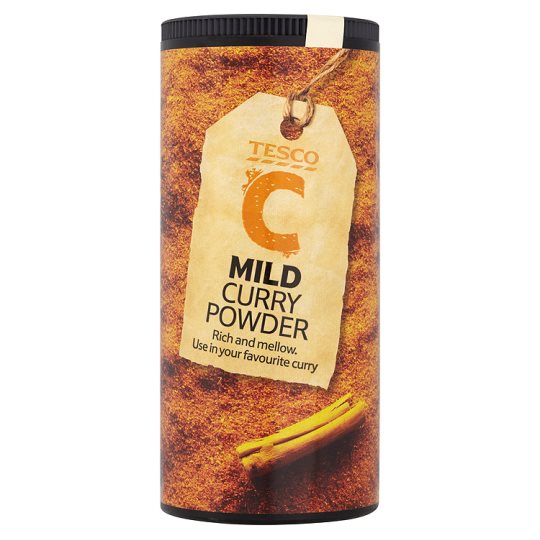 TESCO
C
MILD
CURRY
POWDER
Rich and mellow.
Use in your favourite curry